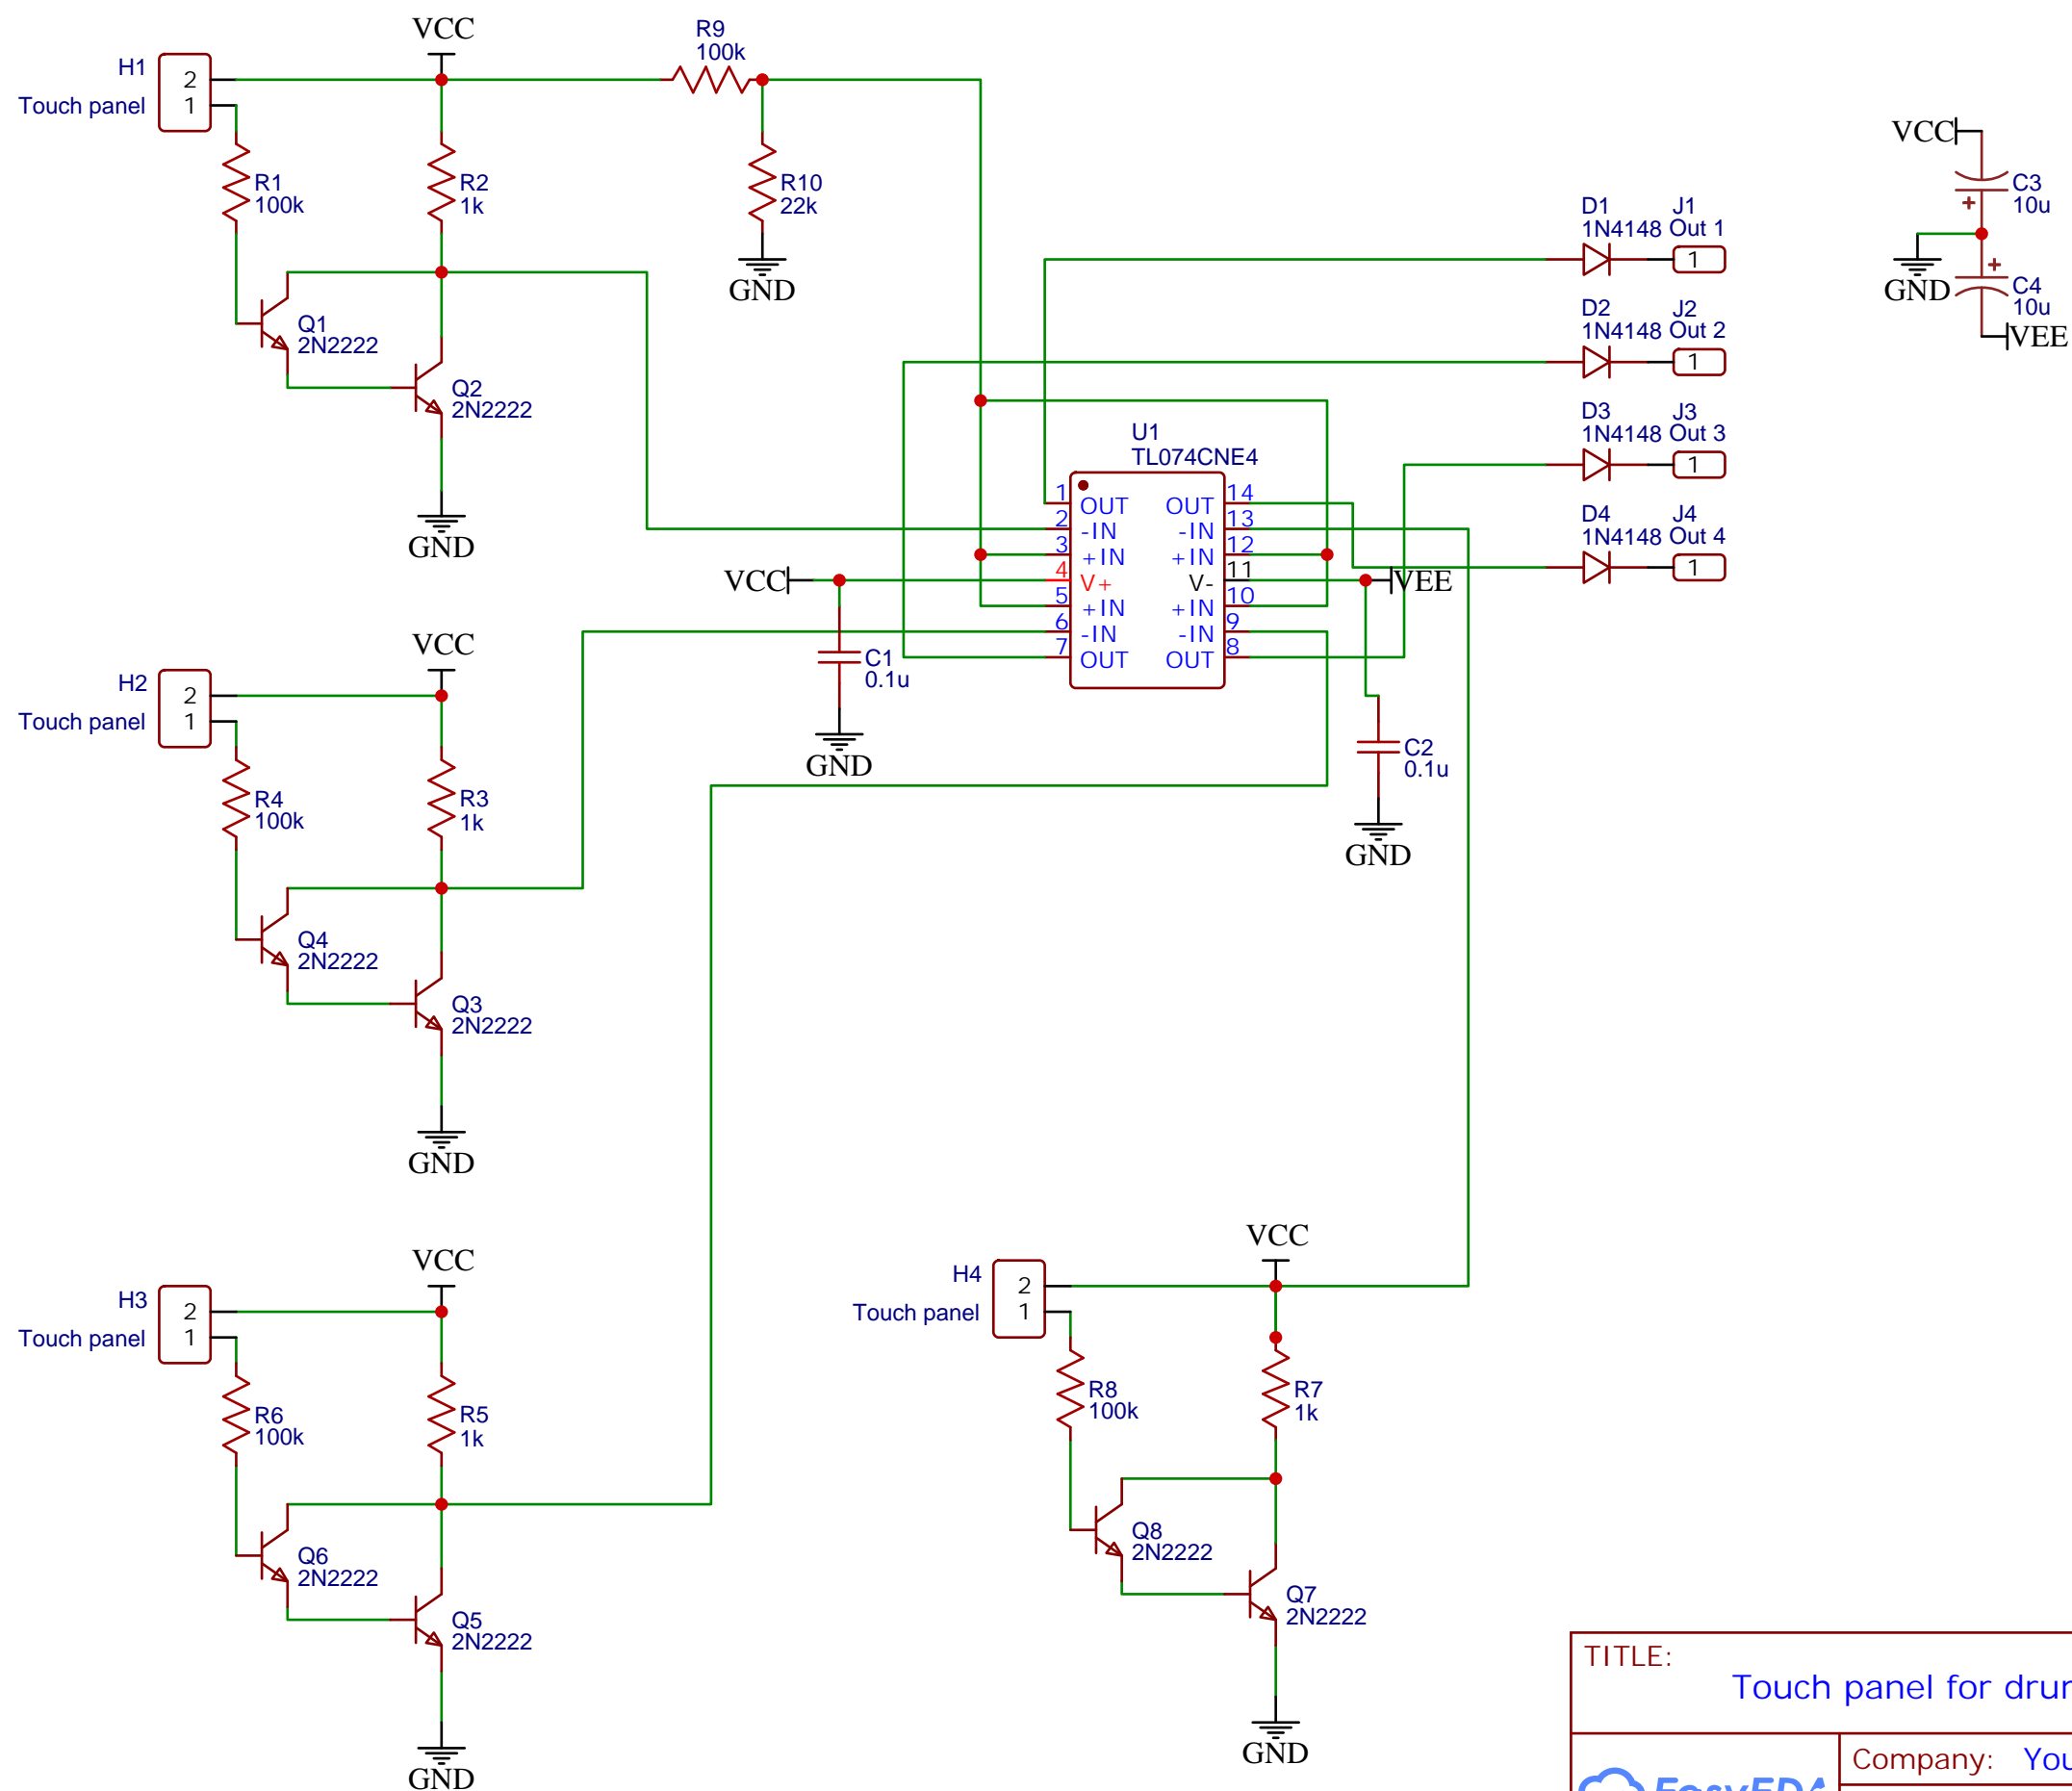 VCC
H1
Touch panel
2
1
R1
100k
R2
1k
Q1
2N2222
Q2
2N2222
GND
R9
100k
R10
22k
GND
VCC
H2
Touch panel
2
1
R4
100k
R3
1k
Q4
2N2222
Q3
2N2222
GND
VCC
H3
Touch panel
2
1
R6
100k
R5
1k
Q6
2N2222
Q5
2N2222
GND
VCC
H4
Touch panel
2
1
R8
100k
R7
1k
Q8
2N2222
Q7
2N2222
GND
U1
TL074CNE4
1 OUT OUT 14
2 -IN -IN 13
3 +IN +IN 12
4 V+ V- 11
5 +IN +IN 10
6 -IN -IN 9
7 OUT OUT 8
VCC
C1
0.1u
GND
VEE
C2
0.1u
GND
D1 J1
1N4148 Out 1
1
D2 J2
1N4148 Out 2
1
D3 J3
1N4148 Out 3
1
D4 J4
1N4148 Out 4
1
VCC
C3
10u
GND
C4
10u
VEE
TITLE:
Touch panel for
Company: